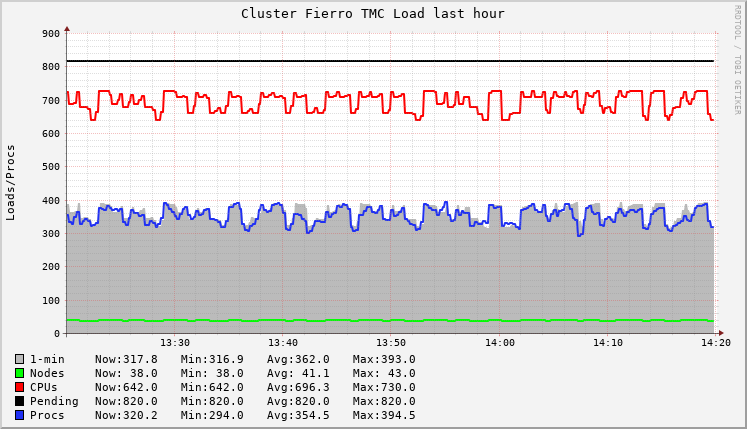 Cluster Fierro TMC Load last hour
RRDTOOL / TOBI OETIKER
Loads/Procs
900
800
700
600
500
400
300
200
100
0
13:30 13:40 13:50 14:00 14:10 14:20
1-min Now:317.8 Min:316.9 Avg:362.0 Max:393.0
Nodes Now: 38.0 Min: 38.0 Avg: 41.1 Max: 43.0
CPUs Now:642.0 Min:642.0 Avg:696.3 Max:730.0
Pending Now:820.0 Min:820.0 Avg:820.0 Max:820.0
Procs Now:320.2 Min:294.0 Avg:354.5 Max:394.5